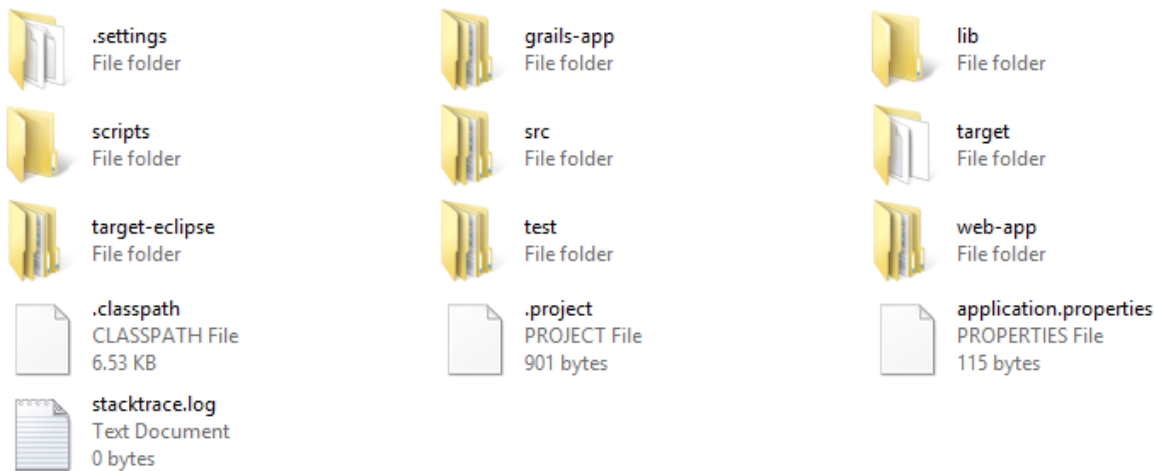 .settings
File folder
grails-app
File folder
lib
File folder
scripts
File folder
src
File folder
target
File folder
target-eclipse
File folder
test
File folder
web-app
File folder
.classpath
CLASSPATH File
6.53 KB
.project
PROJECT File
901 bytes
application.properties
PROPERTIES File
115 bytes
stacktrace.log
Text Document
0 bytes